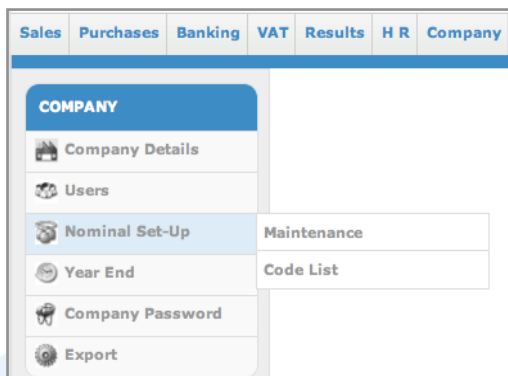 Sales Purchases Banking VAT Results H R Company
COMPANY
Company Details
Users
Nominal Set-Up
Maintenance
Code List
Year End
Company Password
Export